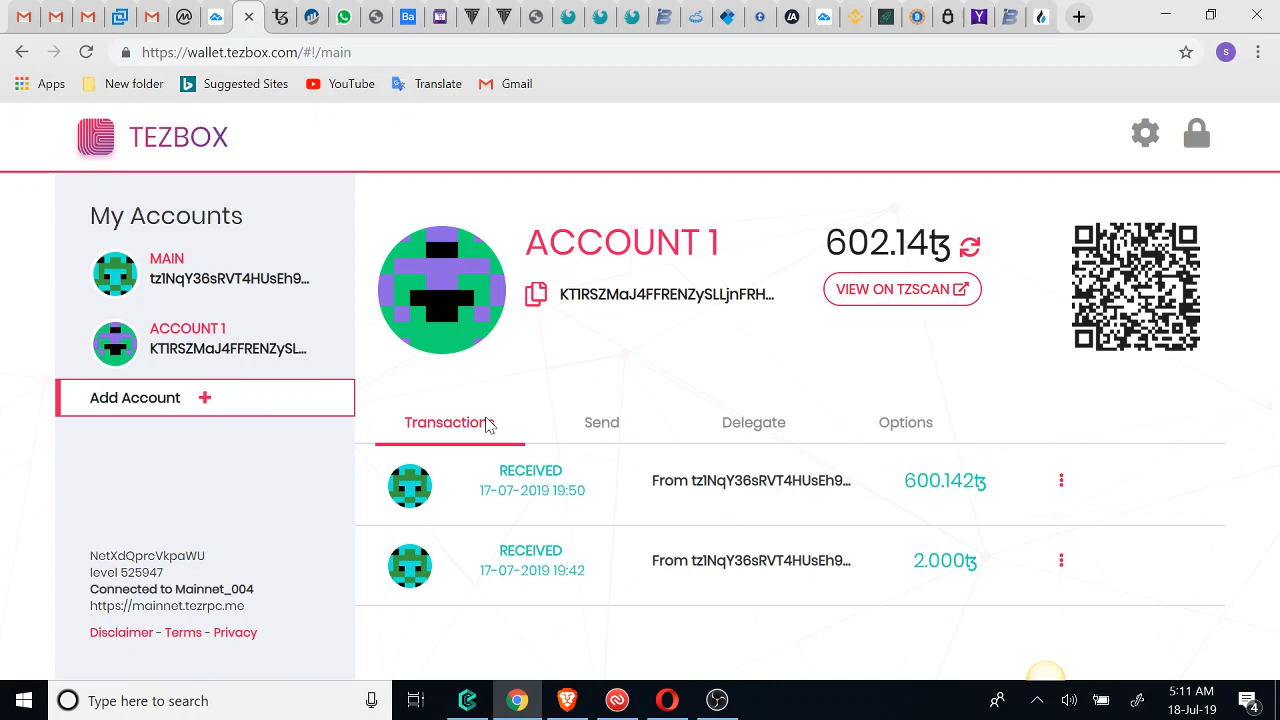 https://wallet.tezbox.com/#!/main
S
Apps
New folder
Suggested Sites
YouTube
Translate
Gmail
TEZBOX
My Accounts
MAIN
tz1NqY36sRVT4HUsEh9...
ACCOUNT 1
KT1RSZMaJ4FFRENZySL...
Add Account +
NetXdQprcVkpaWU
level 525947
Connected to Mainnet_004
https://mainnet.tezrpc.me
Disclaimer - Terms - Privacy
ACCOUNT 1
KT1RSZMaJ4FFRENZySLLjnFRH...
602.14ꜩ
VIEW ON TZSCAN
Transactions
Send
Delegate
Options
RECEIVED
17-07-2019 19:50
From tz1NqY36sRVT4HUsEh9...
600.142ꜩ
RECEIVED
17-07-2019 19:42
From tz1NqY36sRVT4HUsEh9...
2.000ꜩ
Type here to search
5:11 AM
18-Jul-19
4